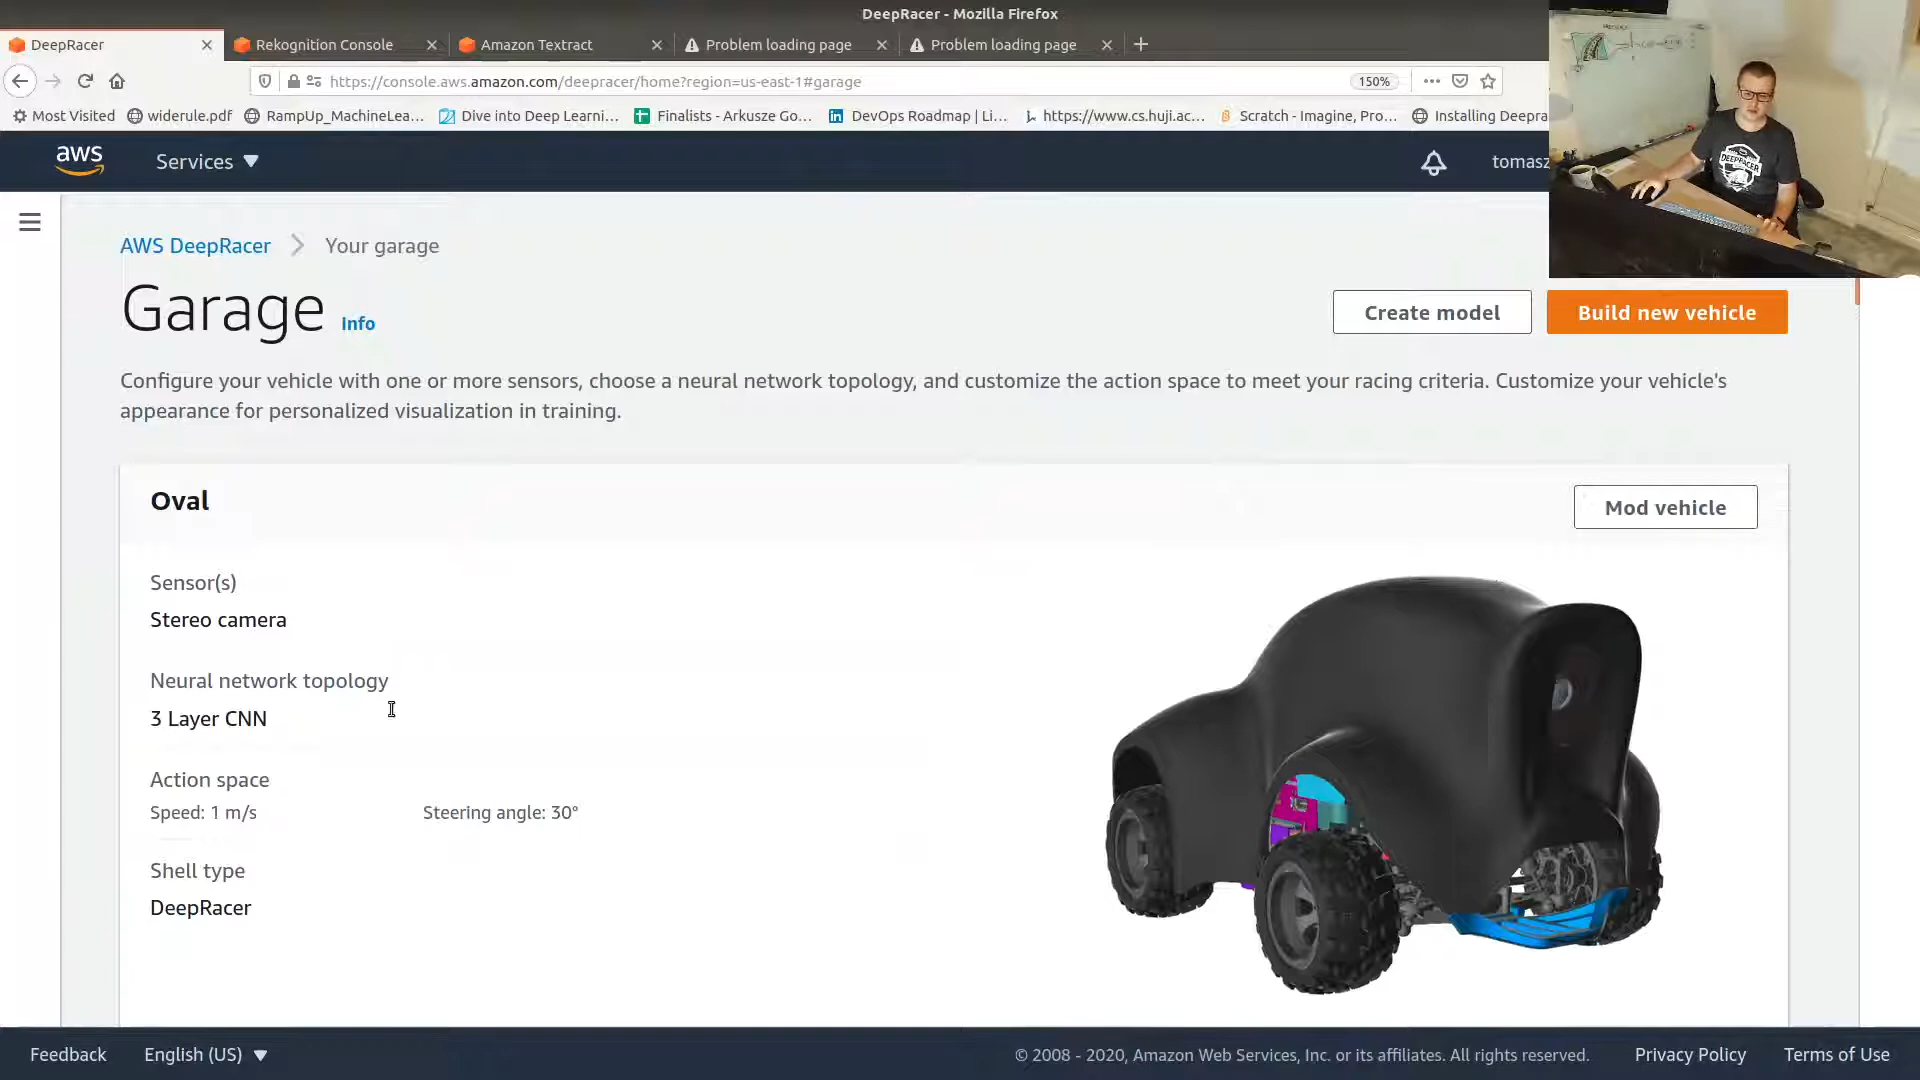 DeepRacer - Mozilla Firefox
DeepRacer
Rekognition Console
Amazon Textract
Problem loading page
Problem loading page
https://console.aws.amazon.com/deepracer/home?region=us-east-1#garage
150%
Most Visited
widerule.pdf
RampUp_MachineLea...
Dive into Deep Learni...
Finalists - Arkusze Go...
DevOps Roadmap | Li...
https://www.cs.huji.ac...
Scratch - Imagine, Pro...
Installing Deepra
aws
Services
tomasz
AWS DeepRacer
Your garage
Garage
Info
Create model
Build new vehicle
Configure your vehicle with one or more sensors, choose a neural network topology, and customize the action space to meet your racing criteria. Customize your vehicle's
appearance for personalized visualization in training.
Oval
Mod vehicle
Sensor(s)
Stereo camera
Neural network topology
3 Layer CNN
Action space
Speed: 1 m/s
Steering angle: 30°
Shell type
DeepRacer
DEEPRACER
Feedback
English (US)
© 2008 - 2020, Amazon Web Services, Inc. or its affiliates. All rights reserved.
Privacy Policy
Terms of Use